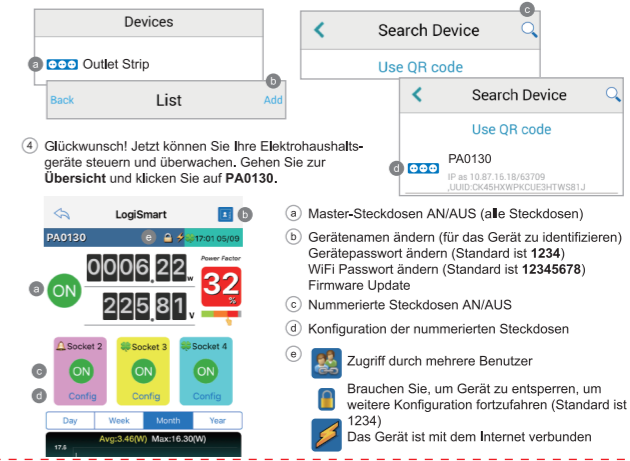 Devices
a Outlet Strip
b
Back List Add
c
Search Device
Use QR code
Search Device
Use QR code
d PA0130
IP as 10.87.16.18/63709
,UUID:CK45HXWPKCUE3HTWS81J
4 Glückwunsch! Jetzt können Sie Ihre Elektrohaushalts-
geräte steuern und überwachen. Gehen Sie zur
Übersicht und klicken Sie auf PA0130.
LogiSmart b
PA0130 e 17:01 05/09
0006.22 w
Power Factor
32
%
a ON
225.81 v
Socket 2 Socket 3 Socket 4
c ON ON ON
d Config Config Config
Day Week Month Year
Avg:3.46(W) Max:16.30(W)
17.5
a Master-Steckdosen AN/AUS (alle Steckdosen)
b Gerätenamen ändern (für das Gerät zu identifizieren)
Gerätepasswort ändern (Standard ist 1234)
WiFi Passwort ändern (Standard ist 12345678)
Firmware Update
c Nummerierte Steckdosen AN/AUS
d Konfiguration der nummerierten Steckdosen
e Zugriff durch mehrere Benutzer
Brauchen Sie, um Gerät zu entsperren, um
weitere Konfiguration fortzufahren (Standard ist
1234)
Das Gerät ist mit dem Internet verbunden